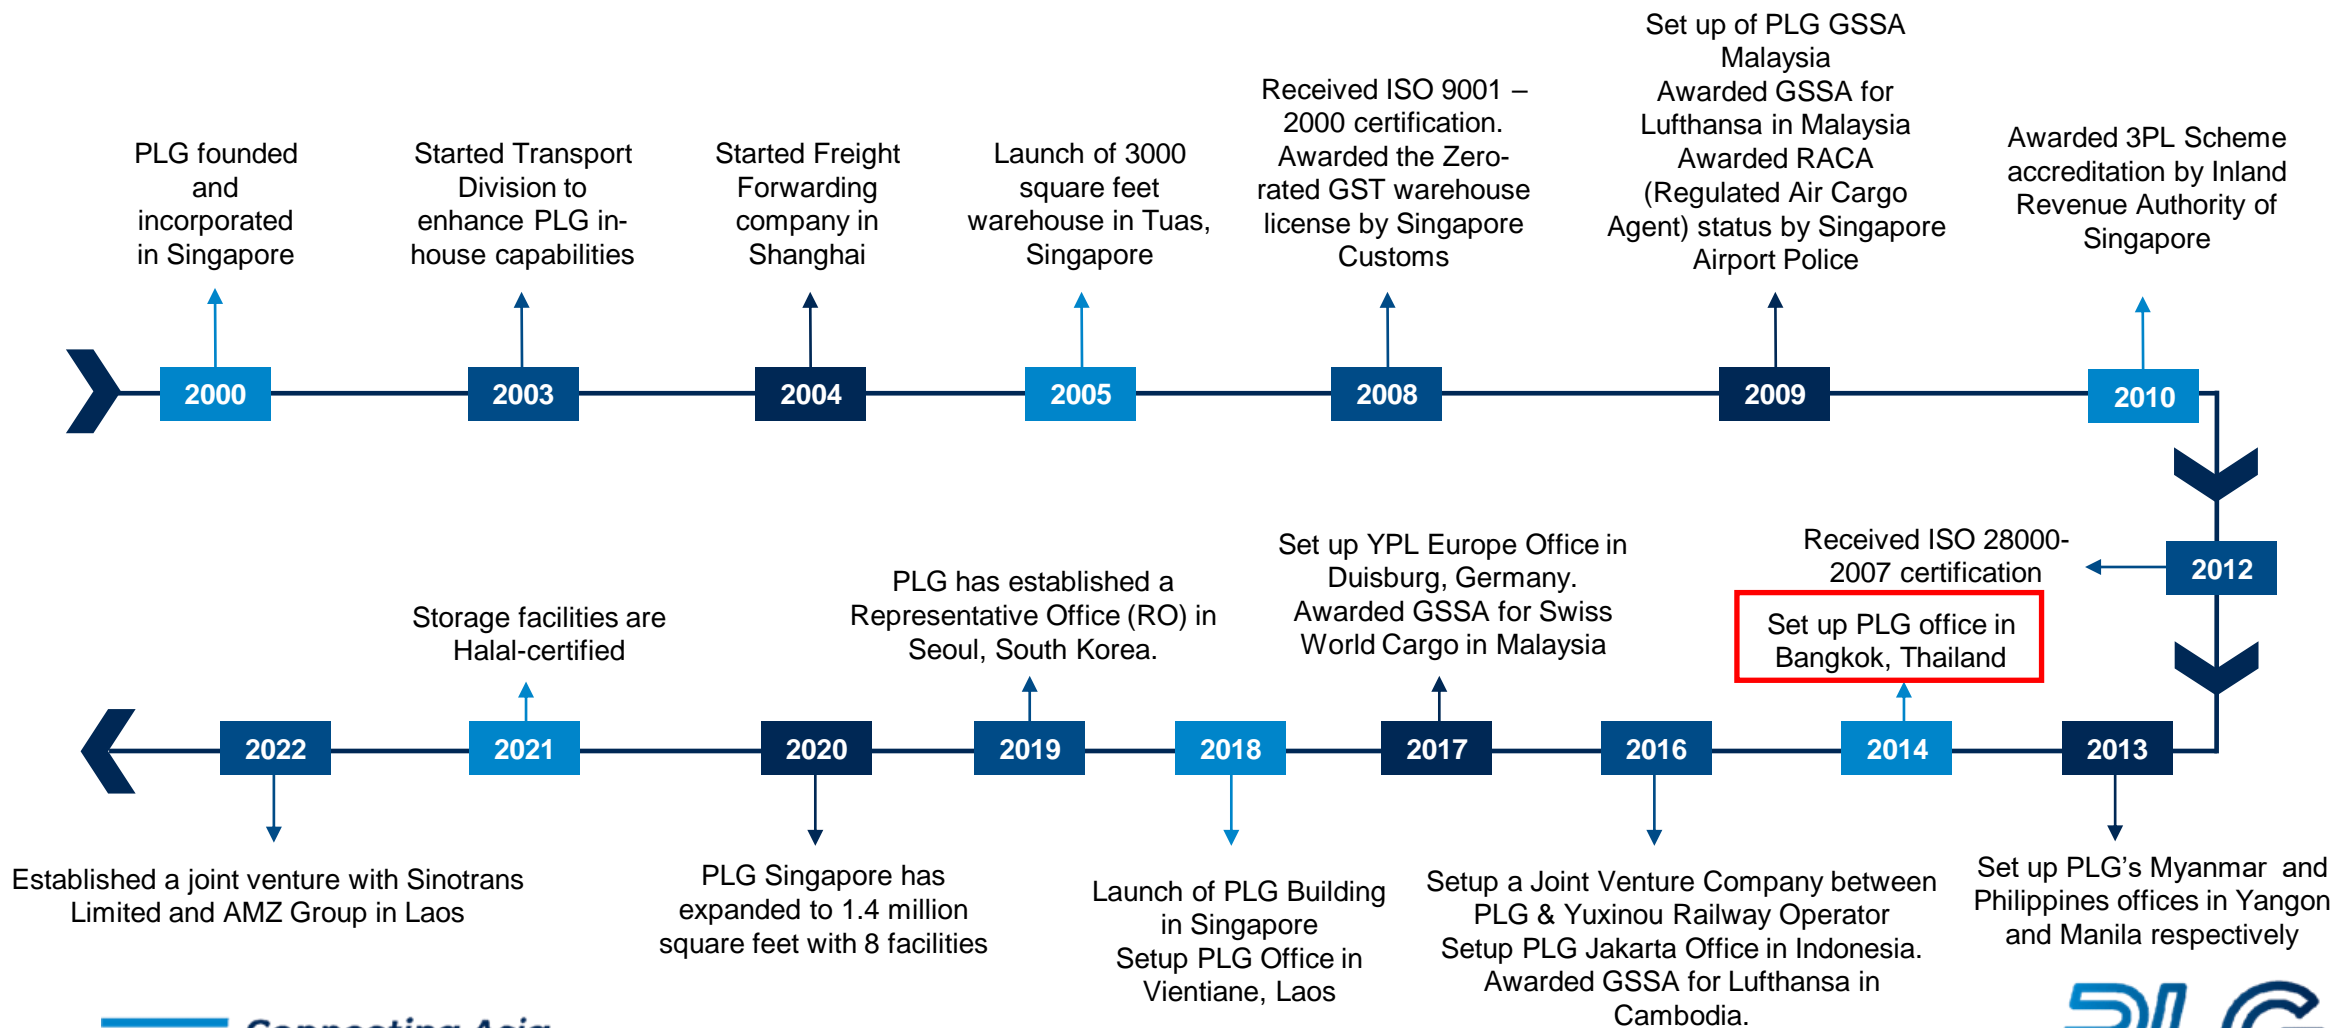 PLG founded
and
incorporated
in Singapore
2000
Started Transport
Division to
enhance PLG in-
house capabilities
2003
Started Freight
Forwarding
company in
Shanghai
2004
Launch of 3000
square feet
warehouse in Tuas,
Singapore
2005
Received ISO 9001 –
2000 certification.
Awarded the Zero-
rated GST warehouse
license by Singapore
Customs
2008
Set up of PLG GSSA
Malaysia
Awarded GSSA for
Lufthansa in Malaysia
Awarded RACA
(Regulated Air Cargo
Agent) status by Singapore
Airport Police
2009
Awarded 3PL Scheme
accreditation by Inland
Revenue Authority of
Singapore
2010
Received ISO 28000-
2007 certification
2012
Set up PLG's Myanmar and
Philippines offices in Yangon
and Manila respectively
2013
Set up PLG office in
Bangkok, Thailand
2014
Setup a Joint Venture Company between
PLG & Yuxinou Railway Operator
Setup PLG Jakarta Office in Indonesia.
Awarded GSSA for Lufthansa in
Cambodia.
2016
Set up YPL Europe Office in
Duisburg, Germany.
Awarded GSSA for Swiss
World Cargo in Malaysia
2017
Launch of PLG Building
in Singapore
Setup PLG Office in
Vientiane, Laos
2018
PLG has established a
Representative Office (RO) in
Seoul, South Korea.
2019
PLG Singapore has
expanded to 1.4 million
square feet with 8 facilities
2020
Storage facilities are
Halal-certified
2021
Established a joint venture with Sinotrans
Limited and AMZ Group in Laos
2022
Connecting Asia
PLG